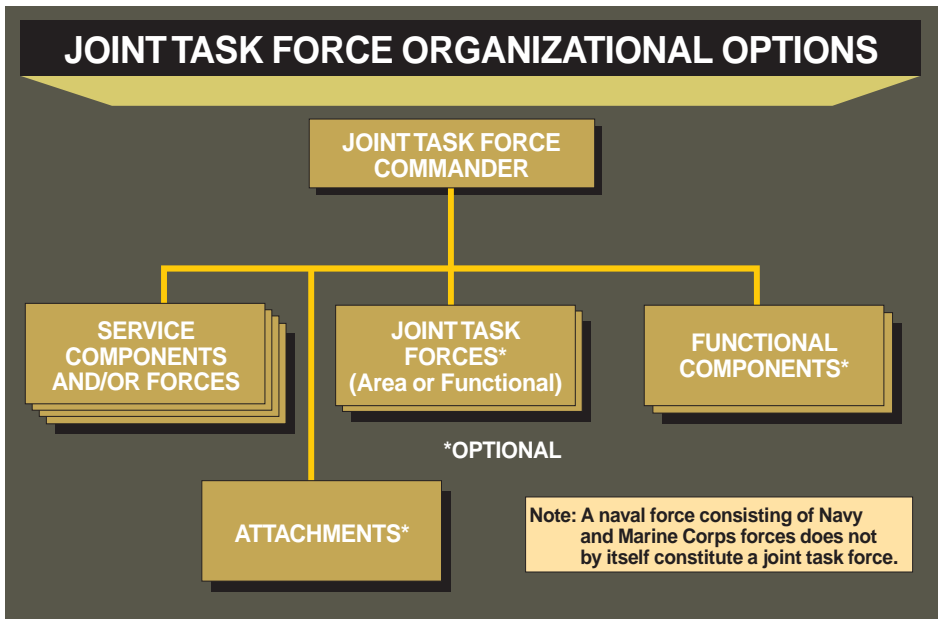 JOINT TASK FORCE ORGANIZATIONAL OPTIONS
JOINT TASK FORCE
COMMANDER
SERVICE
COMPONENTS
AND/OR FORCES
JOINT TASK
FORCES*
(Area or Functional)
FUNCTIONAL
COMPONENTS*
*OPTIONAL
ATTACHMENTS*
Note: A naval force consisting of Navy
and Marine Corps forces does not
by itself constitute a joint task force.